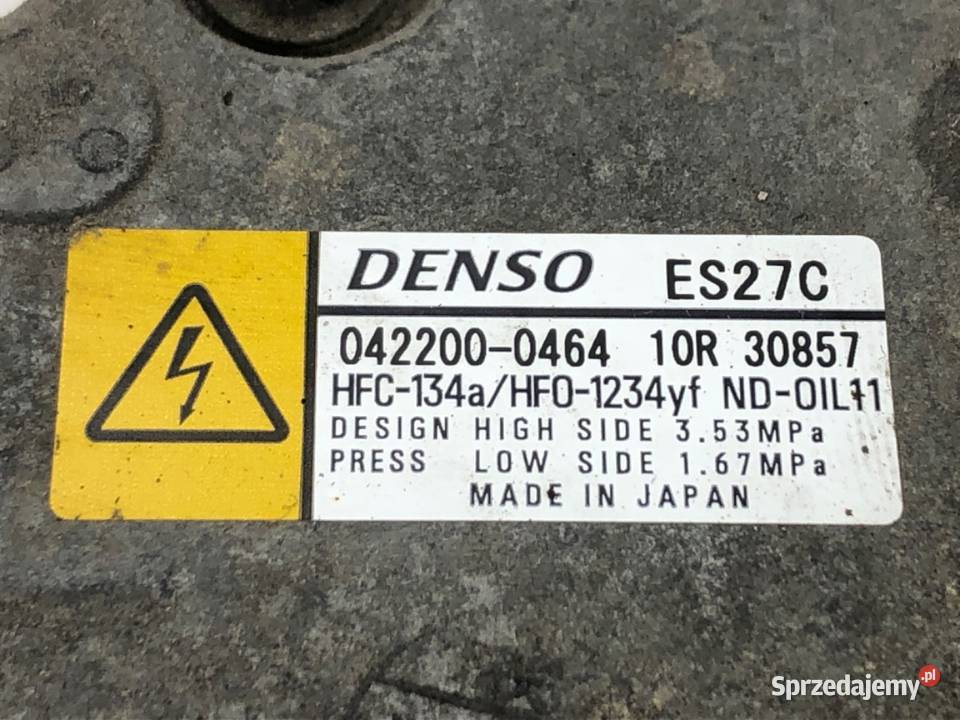 DENSO ES27C
042200-0464 10R 30857
HFC-134a/HFO-1234yf ND-OIL11
DESIGN HIGH SIDE 3.53MPa
PRESS LOW SIDE 1.67MPa
MADE IN JAPAN
Sprzedajemy.pl